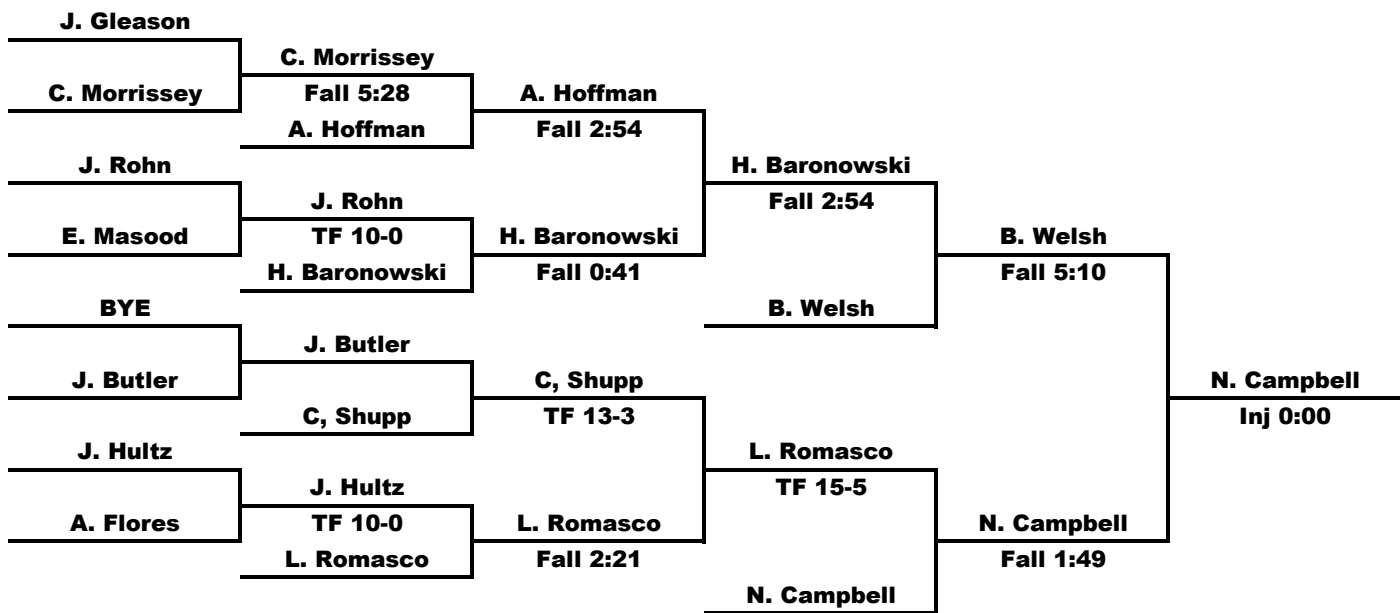 J. Gleason
C. Morrissey
C. Morrissey
Fall 5:28
A. Hoffman
A. Hoffman
Fall 2:54
J. Rohn
E. Masood
J. Rohn
TF 10-0
H. Baronowski
H. Baronowski
Fall 0:41
H. Baronowski
Fall 2:54
B. Welsh
B. Welsh
Fall 5:10
BYE
J. Butler
J. Butler
C, Shupp
C, Shupp
TF 13-3
J. Hultz
A. Flores
J. Hultz
TF 10-0
L. Romasco
L. Romasco
Fall 2:21
L. Romasco
TF 15-5
N. Campbell
N. Campbell
Fall 1:49
N. Campbell
Inj 0:00